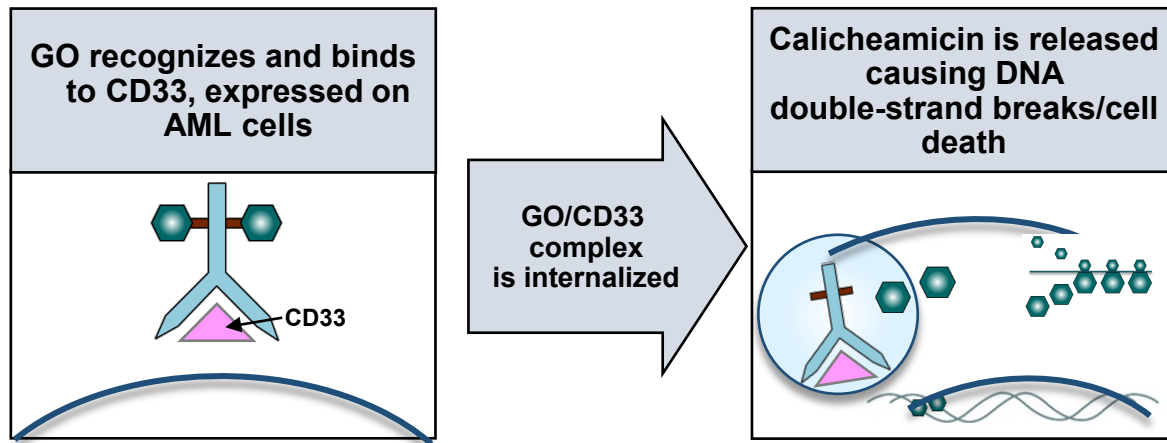 GO recognizes and binds
to CD33, expressed on
AML cells
CD33
GO/CD33
complex
is internalized
Calicheamicin is released
causing DNA
double-strand breaks/cell
death